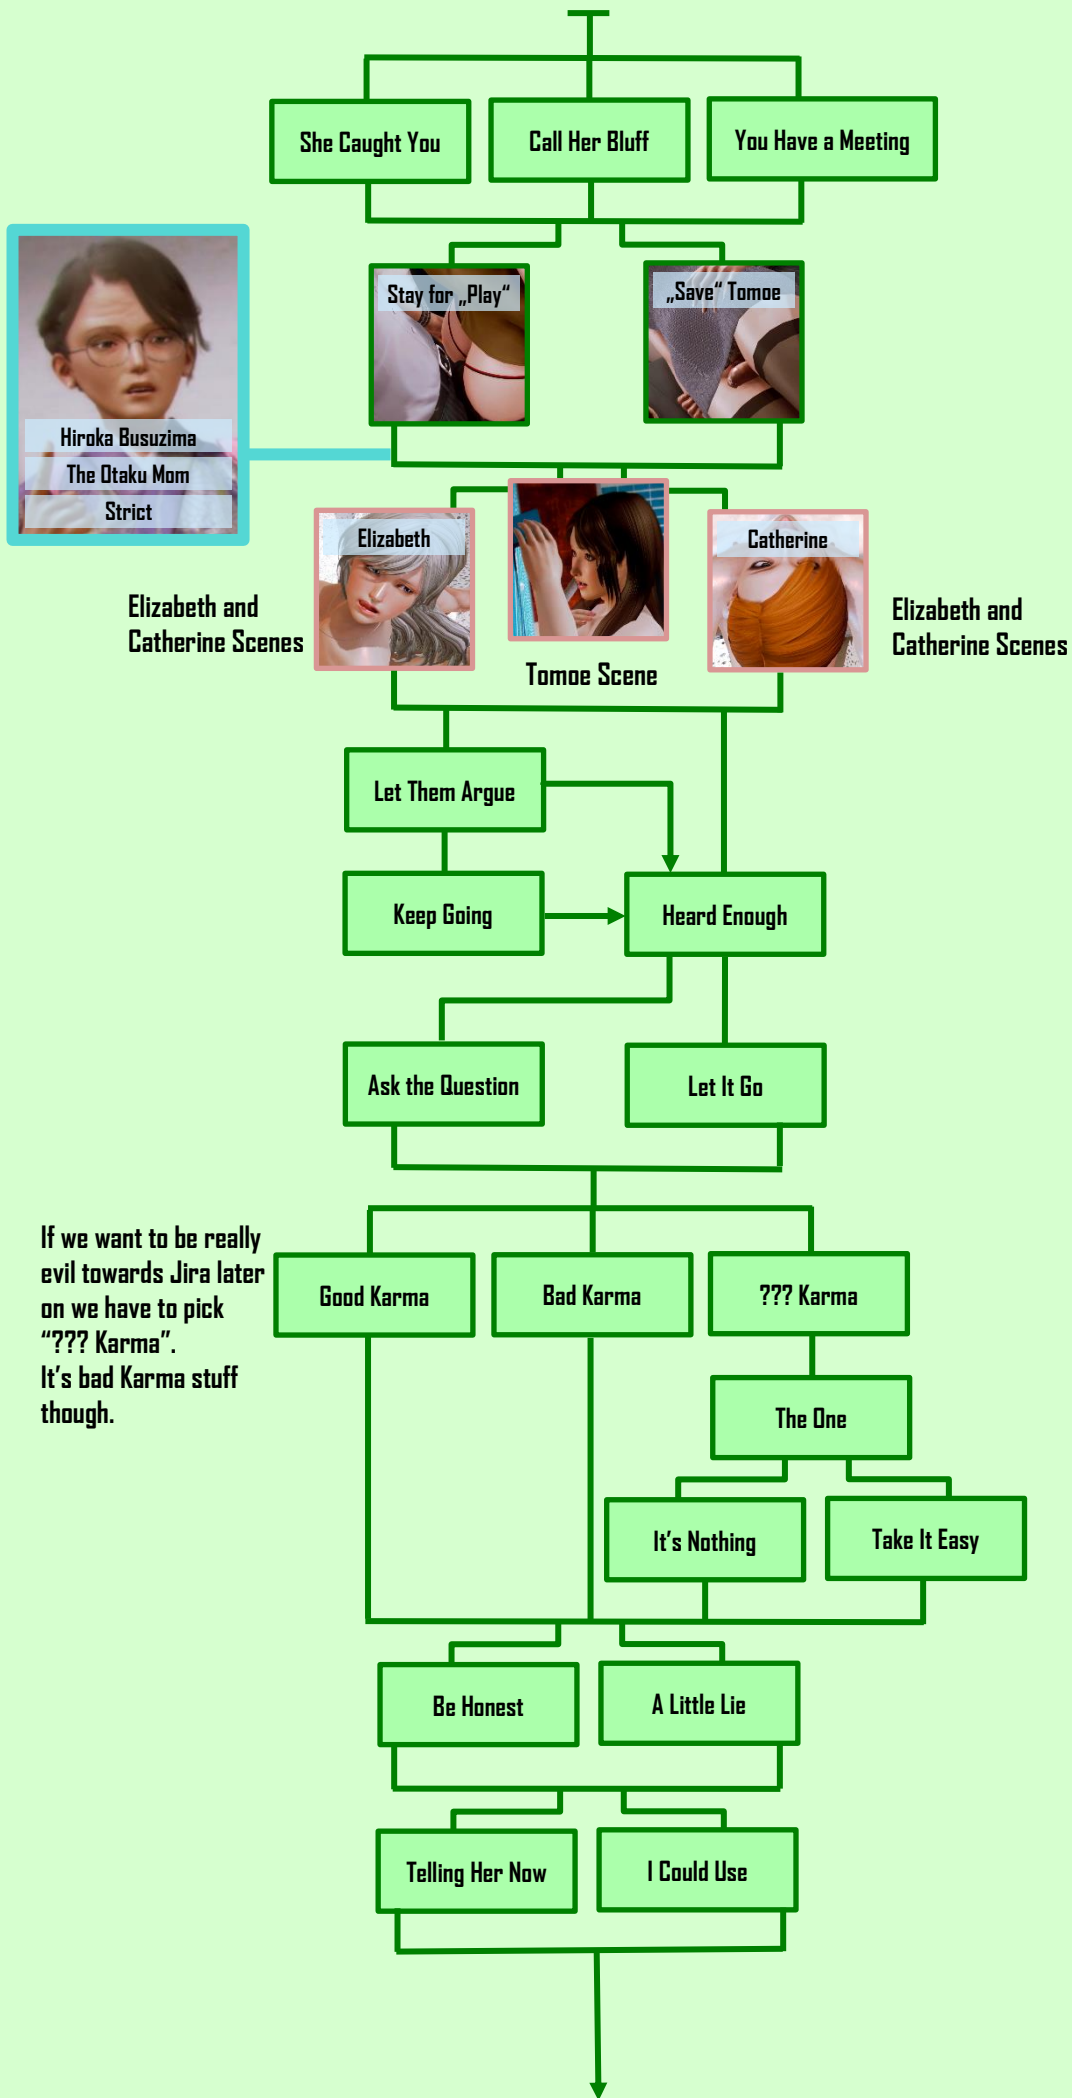 She Caught You
Call Her Bluff
You Have a Meeting
Stay for „Play“
„Save“ Tomoe
Hiroka Busuzima
The Otaku Mom
Strict
Elizabeth
Catherine
Elizabeth and
Catherine Scenes
Tomoe Scene
Elizabeth and
Catherine Scenes
Let Them Argue
Keep Going
Heard Enough
Ask the Question
Let It Go
If we want to be really
evil towards Jira later
on we have to pick
“??? Karma”.
It’s bad Karma stuff
though.
Good Karma
Bad Karma
??? Karma
The One
It’s Nothing
Take It Easy
Be Honest
A Little Lie
Telling Her Now
I Could Use